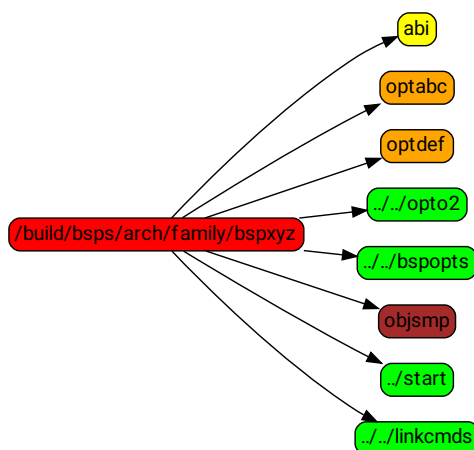 abi
optabc
optdef
../../opto2
/build/bsps/arch/family/bspxyz
../../bspopts
objsmp
../start
../../linkcmds